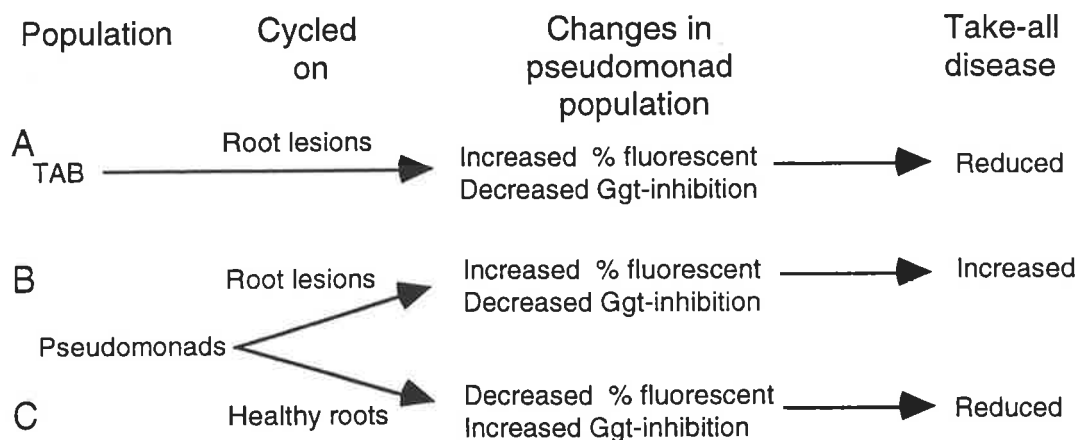 Population
Cycled
on
Changes in
pseudomonad
population
Take-all
disease
A
TAB
Root lesions
Increased % fluorescent
Decreased Ggt-inhibition
Reduced
B
Root lesions
Increased % fluorescent
Decreased Ggt-inhibition
Increased
Pseudomonads
C
Healthy roots
Decreased % fluorescent
Increased Ggt-inhibition
Reduced